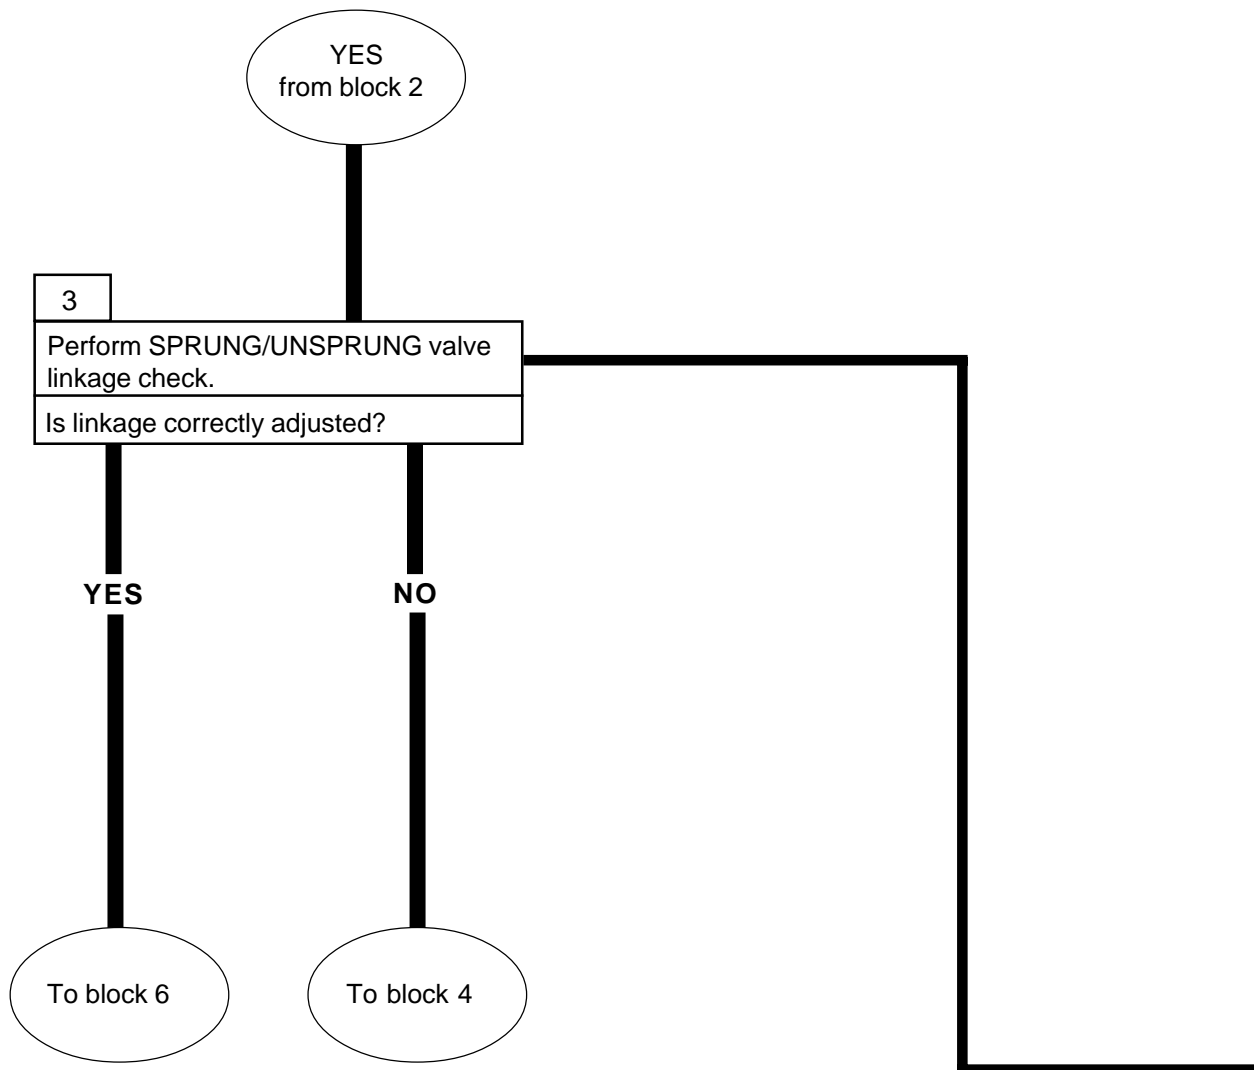 YES
from block 2
3
Perform SPRUNG/UNSPRUNG valve
linkage check.
Is linkage correctly adjusted?
YES
NO
To block 6
To block 4